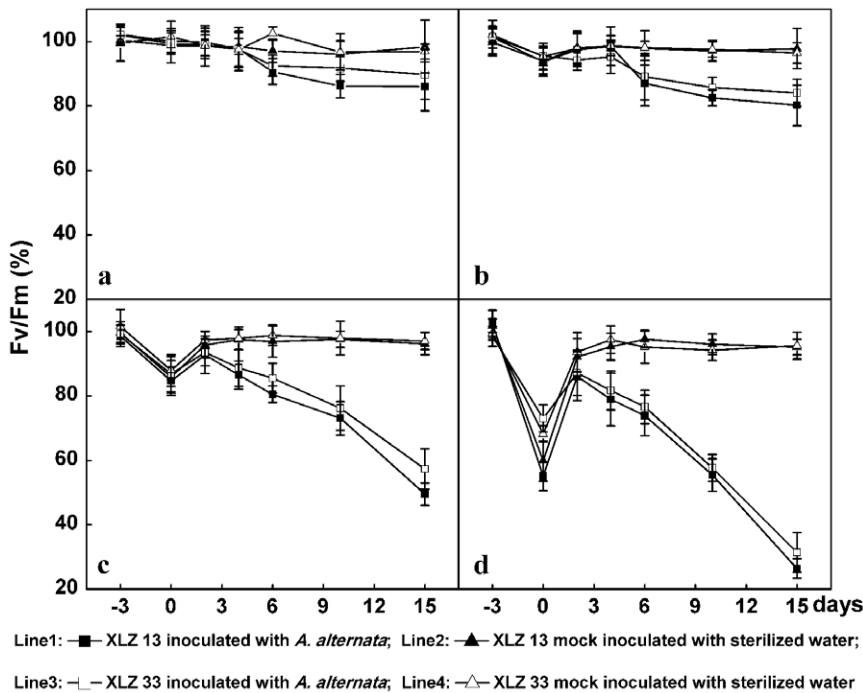 100
80
60
40
20
a
b
Fv/Fm (%)
100
80
60
40
20
c
d
-3 0 3 6 9 12 15 -3 0 3 6 9 12 15 days
Line1: XLZ 13 inoculated with A. alternata; Line2: XLZ 13 mock inoculated with sterilized water;
Line3: XLZ 33 inoculated with A. alternata; Line4: XLZ 33 mock inoculated with sterilized water